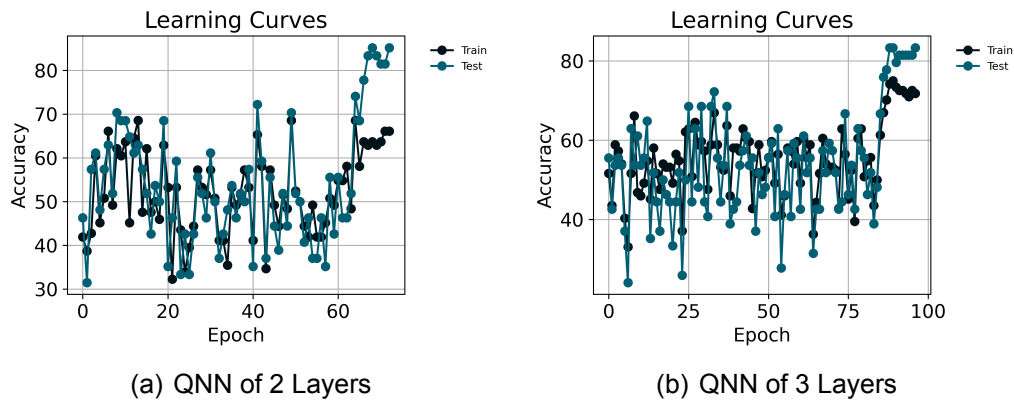 Learning Curves
Accuracy
80
70
60
50
40
30
0
20
40
60
Epoch
Train
Test
(a) QNN of 2 Layers
Learning Curves
Accuracy
80
60
40
0
25
50
75
100
Epoch
Train
Test
(b) QNN of 3 Layers